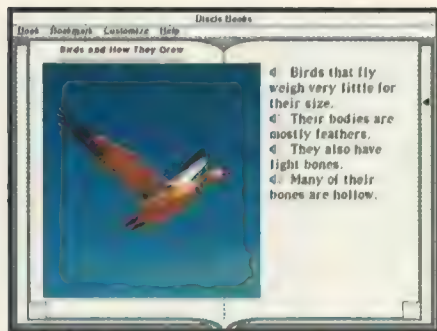 Discis Books
Book Bookmark Customize Help
Birds and How They Grow
Birds that fly
weigh very little for
their size.
Their bodies are
mostly feathers.
They also have
light bones.
Many of their
bones are hollow.